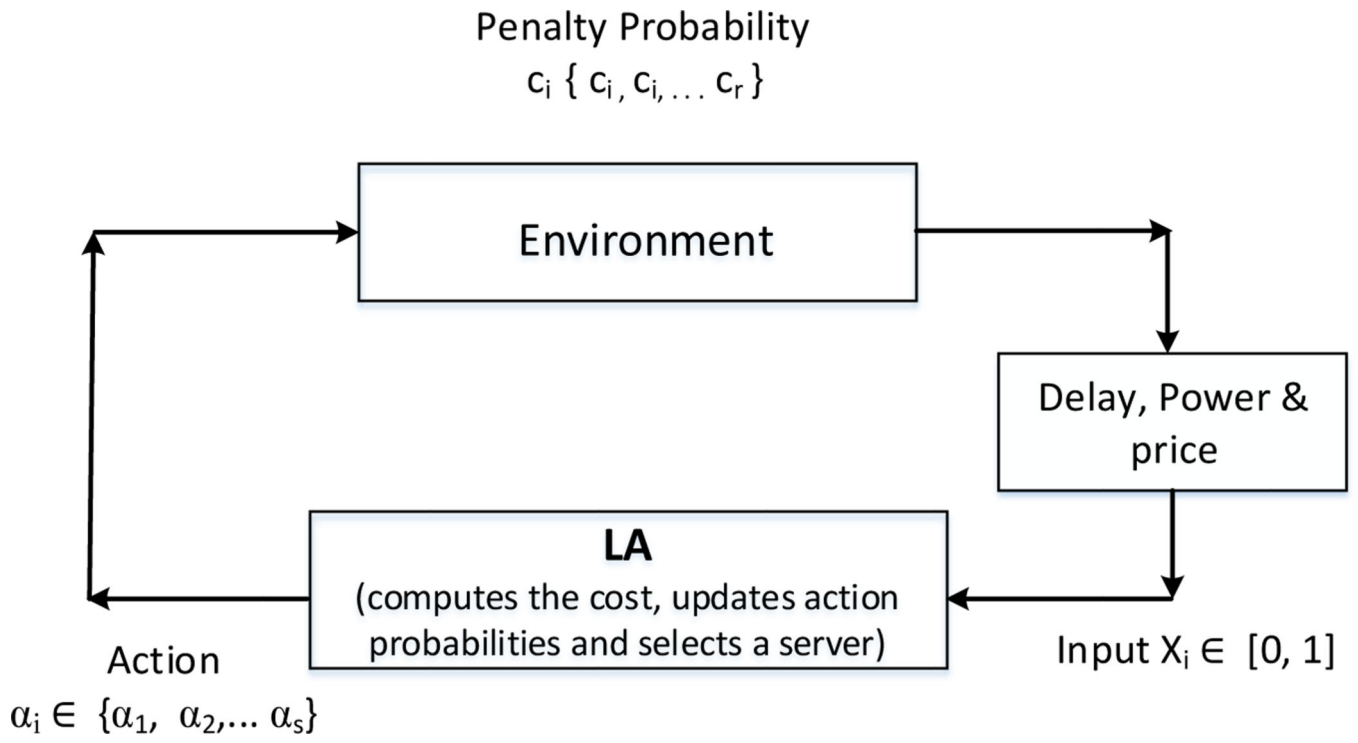 Penalty Probability
cᵢ { cᵢ , cᵢ, . . . cᵣ }
Environment
Delay, Power &
price
LA
(computes the cost, updates action
probabilities and selects a server)
Input Xᵢ ∈ [0, 1]
Action
αᵢ ∈ {α₁, α₂,... αₛ}